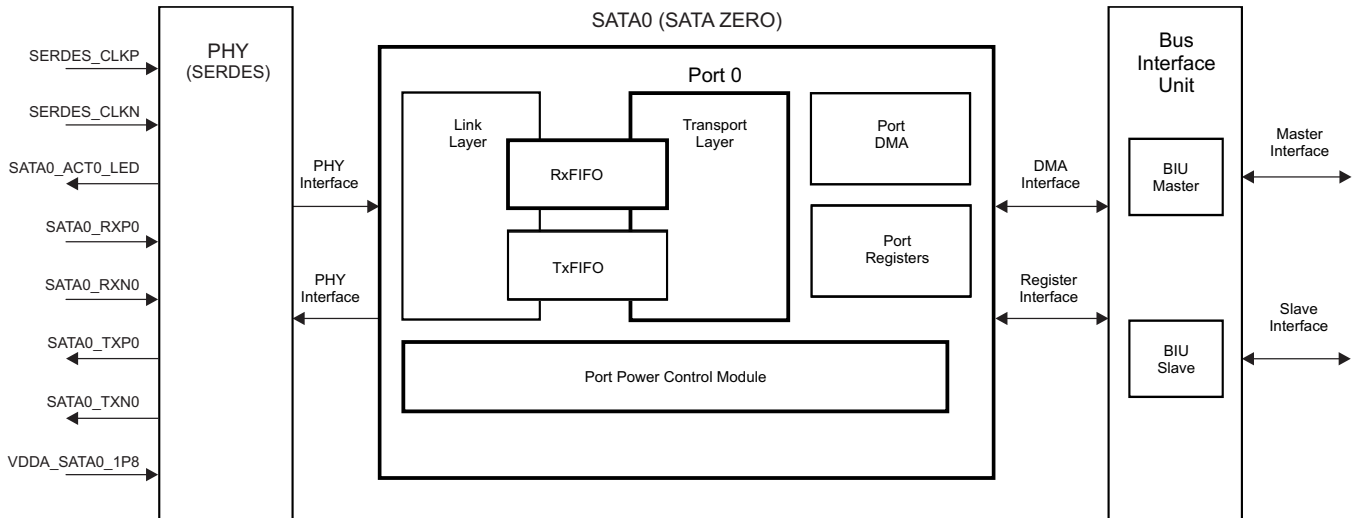 SATA0 (SATA ZERO)
SERDES_CLKP
SERDES_CLKN
SATA0_ACT0_LED
SATA0_RXP0
SATA0_RXN0
SATA0_TXP0
SATA0_TXN0
VDDA_SATA0_1P8
PHY
(SERDES)
PHY
Interface
PHY
Interface
Port 0
Link
Layer
Transport
Layer
RxFIFO
TxFIFO
Port
DMA
Port
Registers
Port Power Control Module
DMA
Interface
Register
Interface
Bus
Interface
Unit
BIU
Master
BIU
Slave
Master
Interface
Slave
Interface